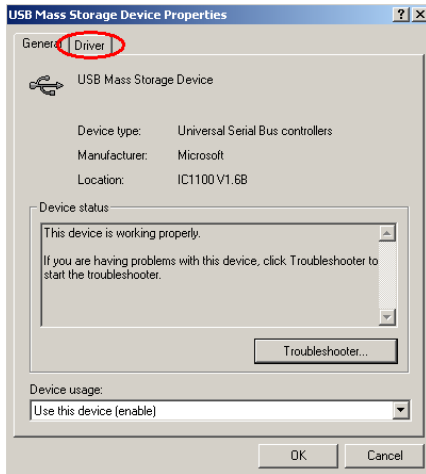 USB Mass Storage Device Properties
General Driver
USB Mass Storage Device
Device type: Universal Serial Bus controllers
Manufacturer: Microsoft
Location: IC1100 V1.6B
Device status
This device is working properly.
If you are having problems with this device, click Troubleshooter to
start the troubleshooter.
Troubleshooter...
Device usage:
Use this device (enable)
OK Cancel